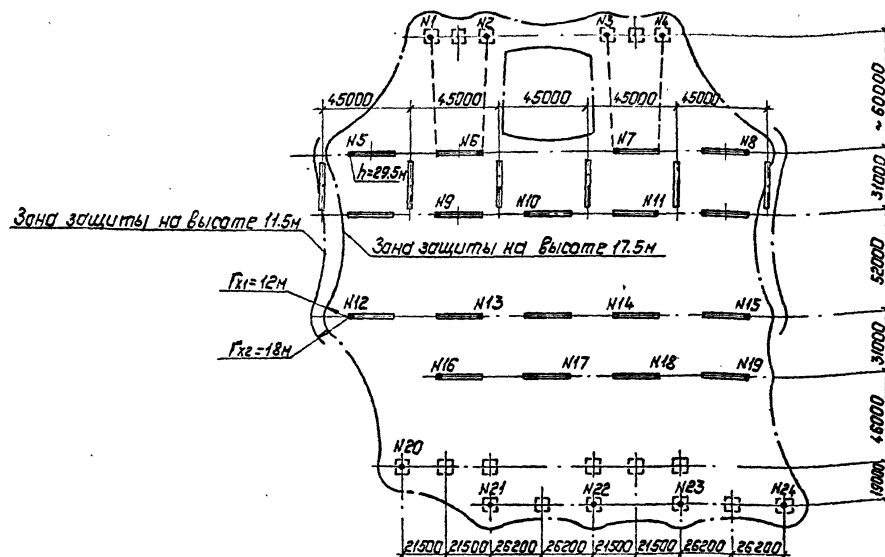 N1 N2 N3 N4
~60000
45000 45000 45000 45000 45000
N5 N6 N7 N8
h=29.5м
31000
N9 N10 N11
Зона защиты на высоте 11.5м
Зона защиты на высоте 17.5м
52000
rx1=12м
N12 N13 N14 N15
rx2=18м
31000
N16 N17 N18 N19
46000
N20
19000
N21 N22 N23 N24
21500 21500 26200 26200 21500 21500 26200 26200